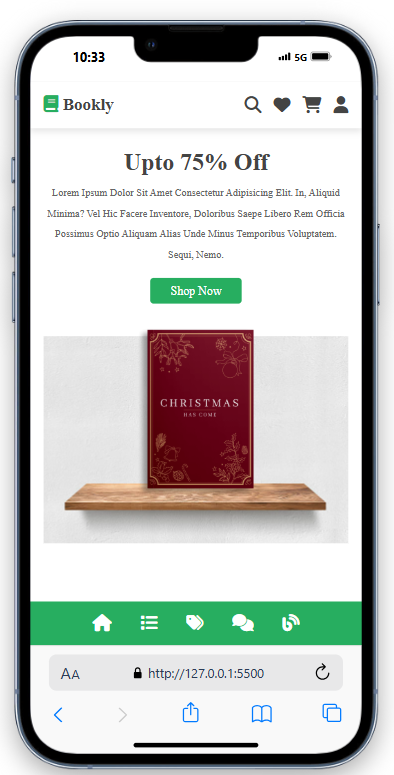 10:33
5G
Bookly
Upto 75% Off
Lorem Ipsum Dolor Sit Amet Consectetur Adipisicing Elit. In, Aliquid
Minima? Vel Hic Facere Inventore, Doloribus Saepe Libero Rem Officia
Possimus Optio Aliquam Alias Unde Minus Temporibus Voluptatem.
Sequi, Nemo.
Shop Now
CHRISTMAS
HAS COME
AA http://127.0.0.1:5500